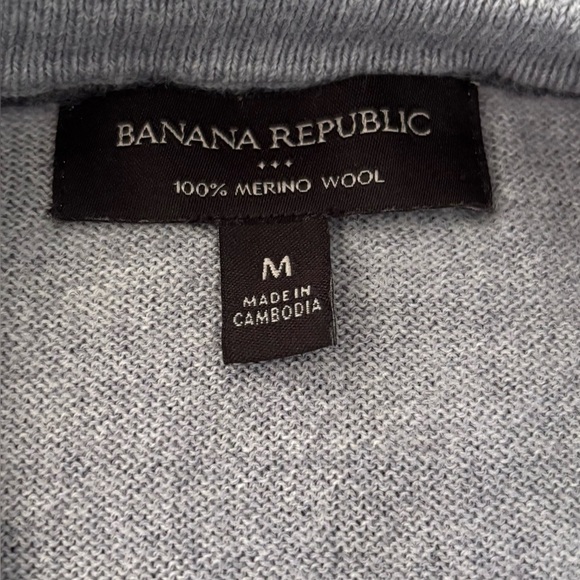 BANANA REPUBLIC
100% MERINO WOOL
M
MADE IN
CAMBODIA